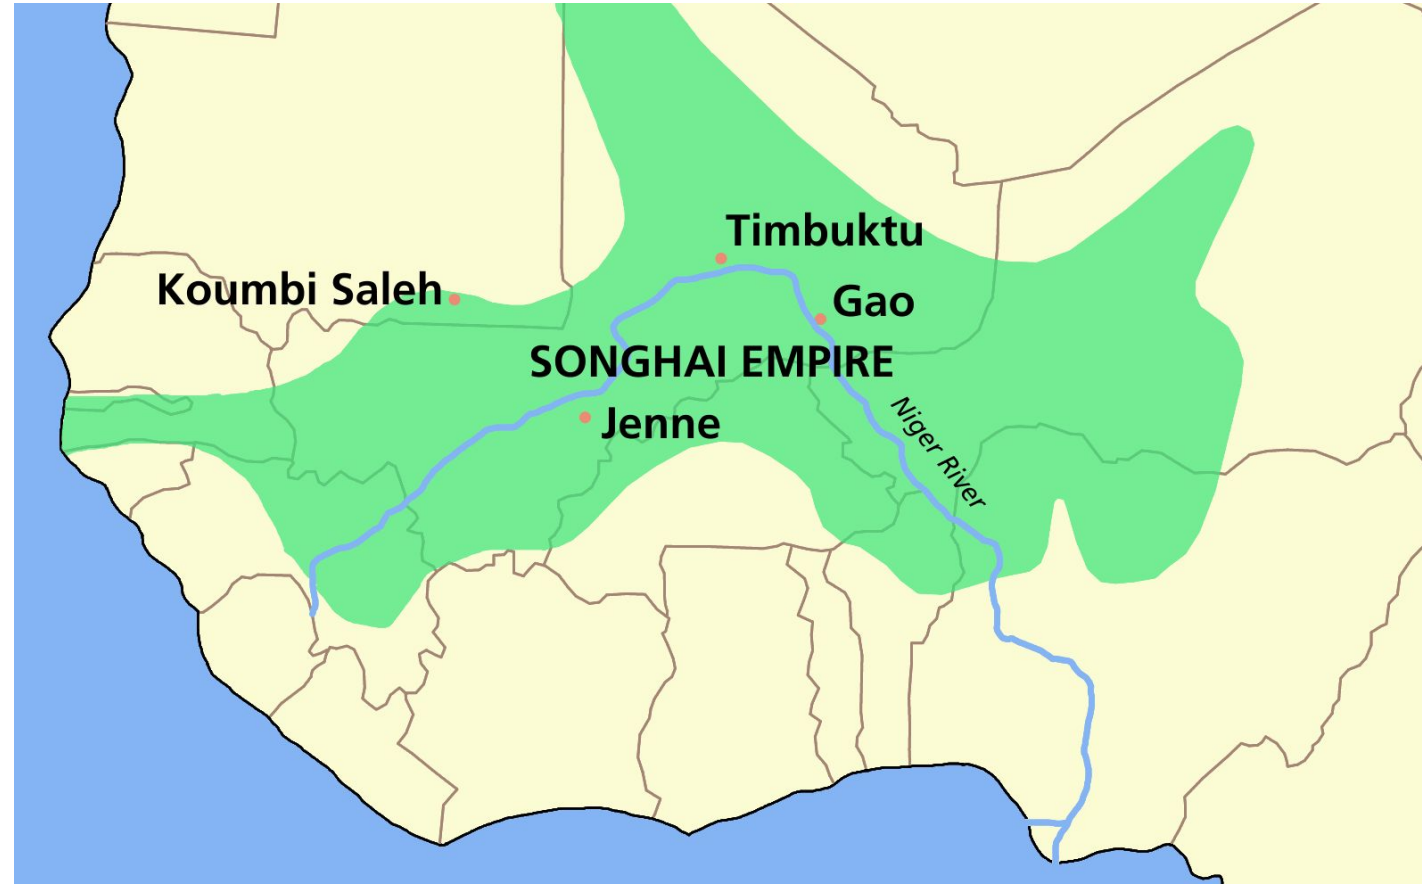 Timbuktu
Koumbi Saleh
Gao
SONGHAI EMPIRE
Jenne
Niger River